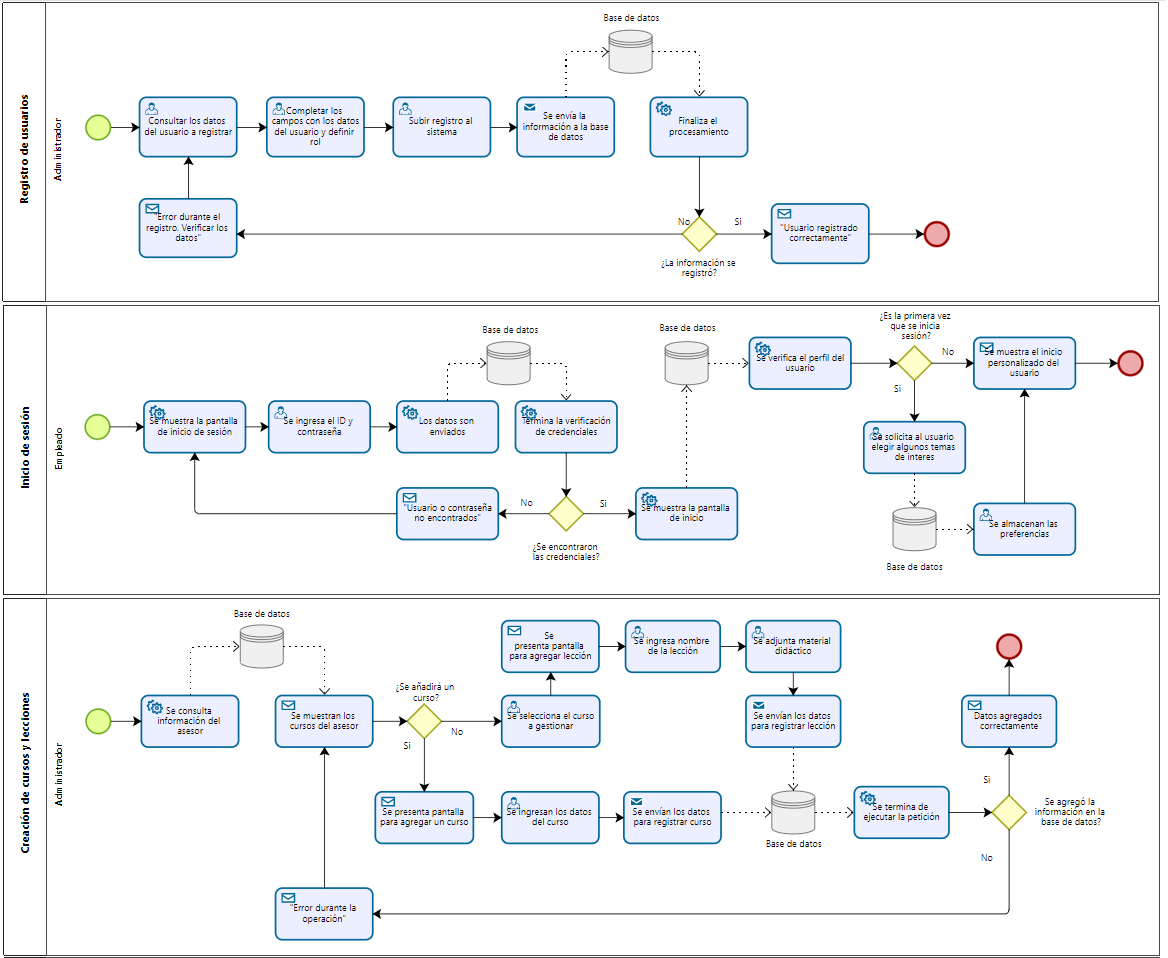 Registro de usuarios
Administrador
Base de datos
Consultar los datos
del usuario a registrar
Completar los
campos con los datos
del usuario y definir
rol
Subir registro al
sistema
Se envía la
información a la base
de datos
Finaliza el
procesamiento
"Error durante el
registro. Verificar los
datos"
No
Si
¿La información se
registró?
"Usuario registrado
correctamente"
Inicio de sesión
Empleado
Se muestra la pantalla
de inicio de sesión
Se ingresa el ID y
contraseña
Los datos son
enviados
Base de datos
Termina la verificación
de credenciales
"Usuario o contraseña
no encontrados"
No
Si
¿Se encontraron
las credenciales?
Se muestra la pantalla
de inicio
Base de datos
Se verifica el perfil del
usuario
¿Es la primera vez
que se inicia
sesión?
No
Si
Se muestra el inicio
personalizado del
usuario
Se solicita al usuario
elegir algunos temas
de interes
Base de datos
Se almacenan las
preferencias
Creación de cursos y lecciones
Administrador
Base de datos
Se consulta
información del
asesor
Se muestran los
cursos del asesor
¿Se añadirá un
curso?
No
Si
Se selecciona el curso
a gestionar
Se
presenta pantalla
para agregar lección
Se ingresa nombre
de la lección
Se adjunta material
didáctico
Se envían los datos
para registrar lección
Se presenta pantalla
para agregar un curso
Se ingresan los datos
del curso
Se envían los datos
para registrar curso
Base de datos
Se termina de
ejecutar la petición
Se agregó la
información en la
base de datos?
Si
No
Datos agregados
correctamente
"Error durante la
operación"